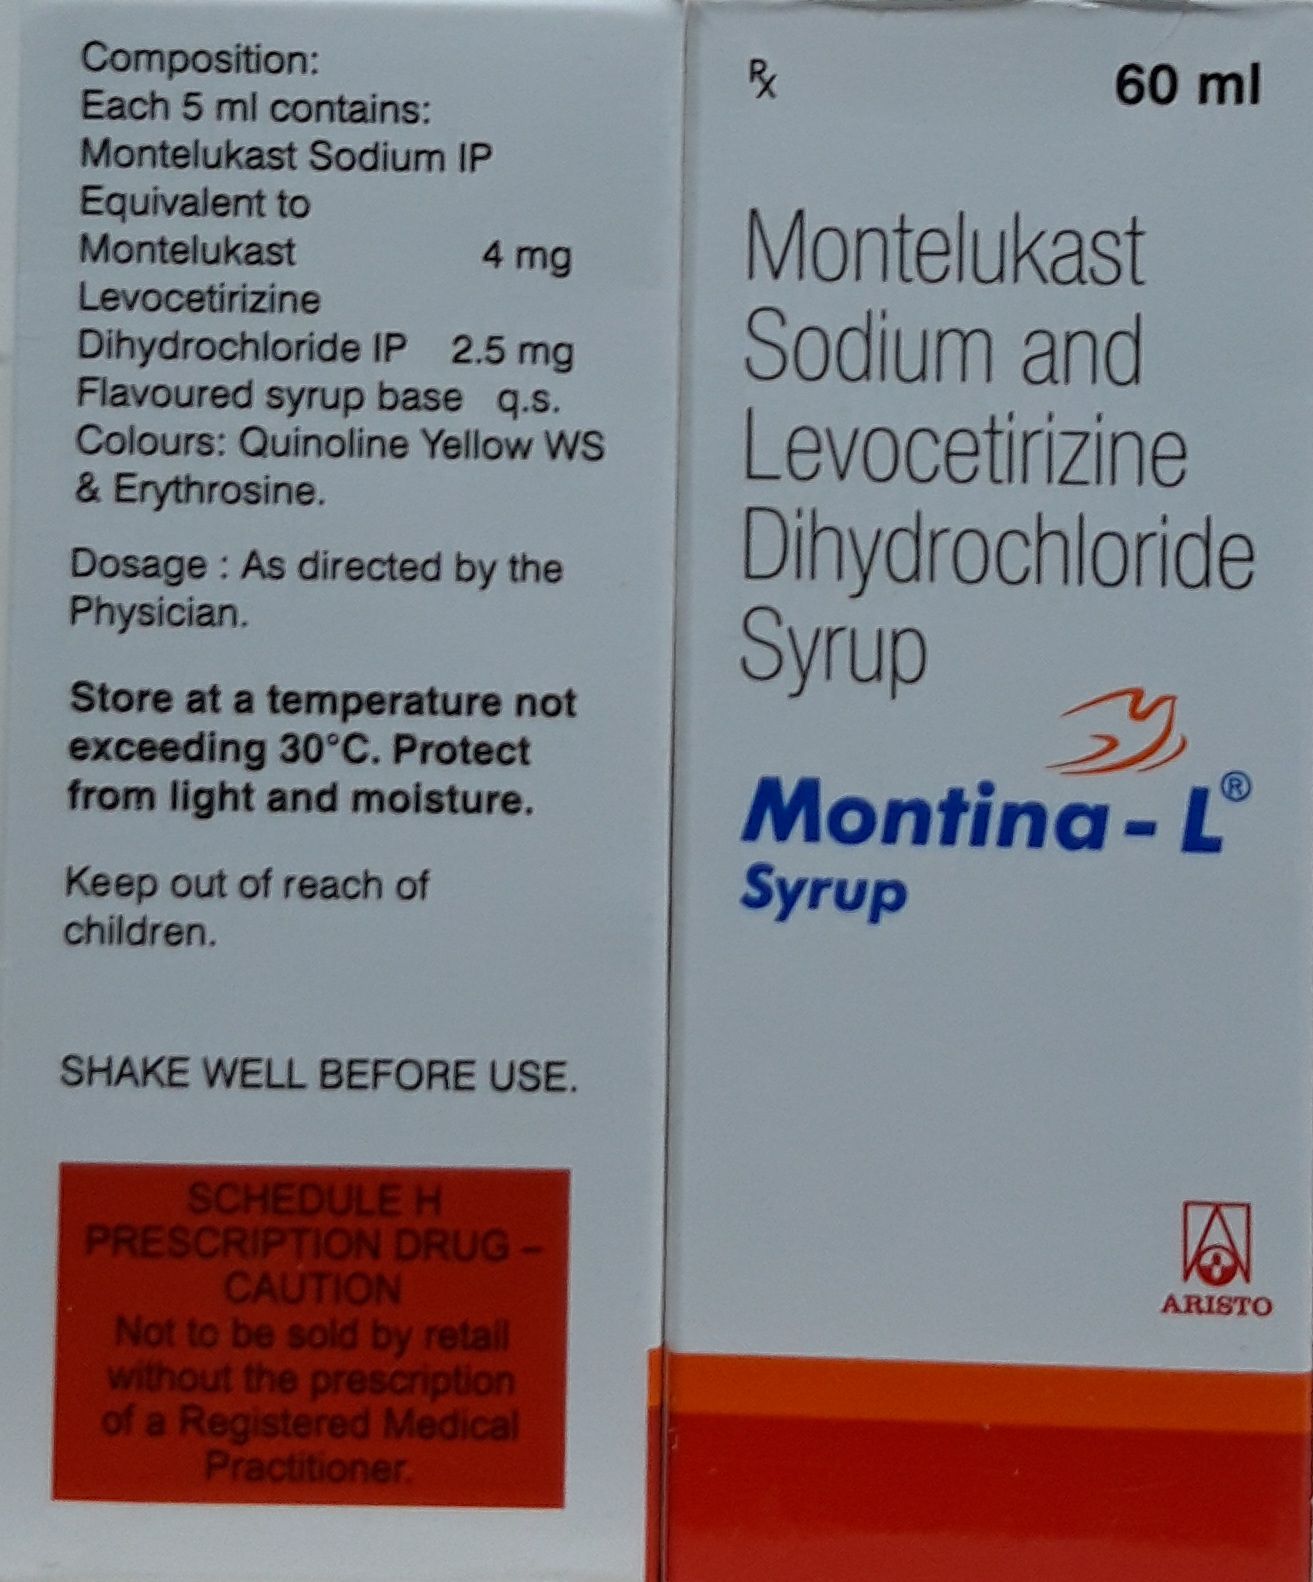 Composition:
Each 5 ml contains:
Montelukast Sodium IP
Equivalent to
Montelukast 4 mg
Levocetirizine
Dihydrochloride IP 2.5 mg
Flavoured syrup base q.s.
Colours: Quinoline Yellow WS
& Erythrosine.
Dosage : As directed by the
Physician.
Store at a temperature not
exceeding 30°C. Protect
from light and moisture.
Keep out of reach of
children.
SHAKE WELL BEFORE USE.
SCHEDULE H
PRESCRIPTION DRUG –
CAUTION
Not to be sold by retail
without the prescription
of a Registered Medical
Practitioner.
Rx 60 ml
Montelukast
Sodium and
Levocetirizine
Dihydrochloride
Syrup
Montina - L®
Syrup
ARISTO